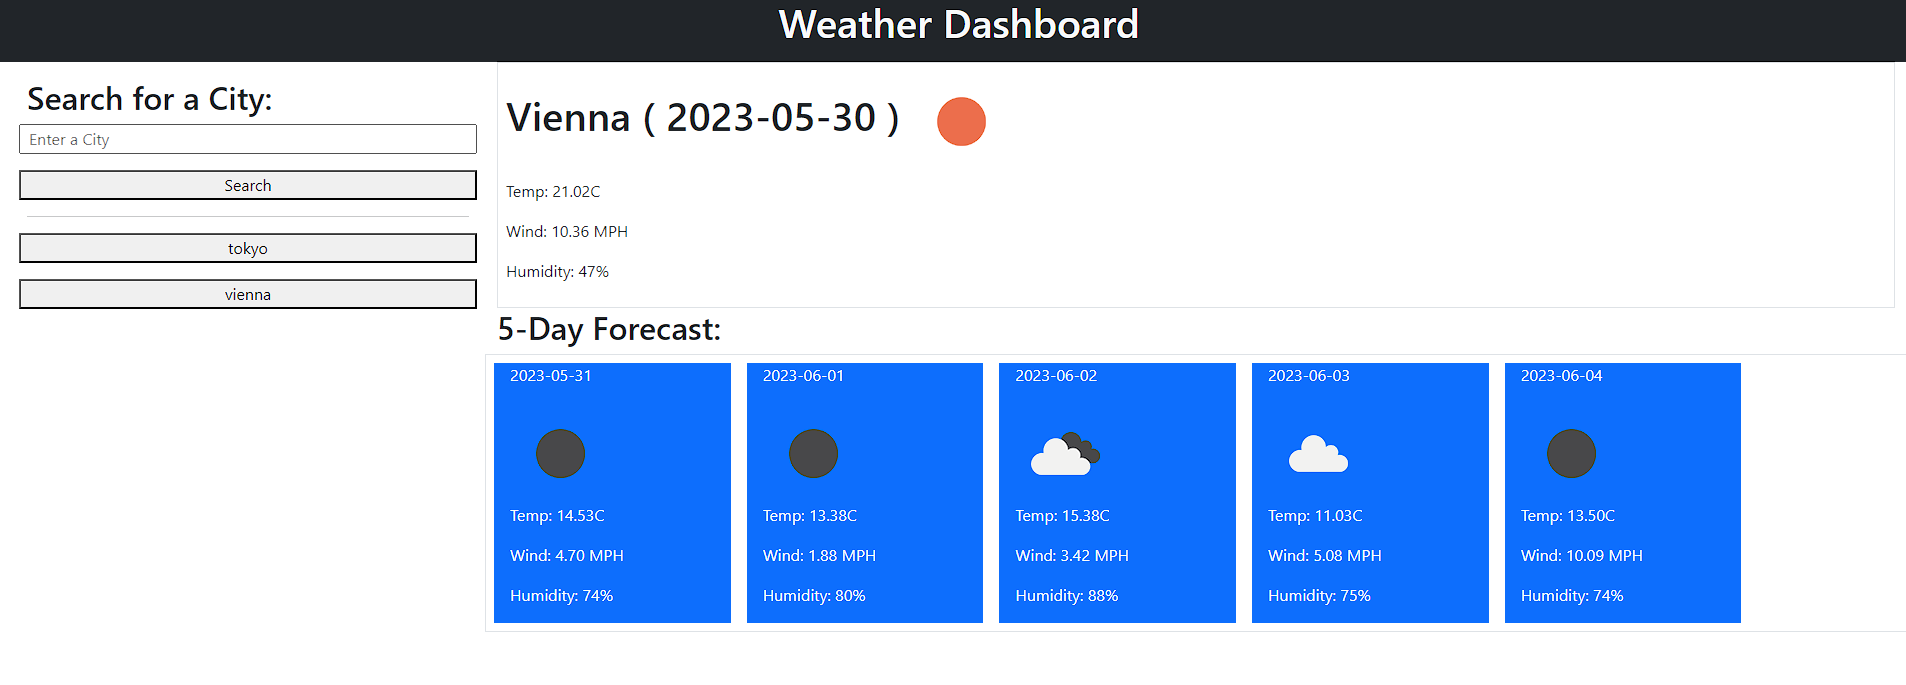 Weather Dashboard
Search for a City:
Enter a City
Search
tokyo
vienna
Vienna ( 2023-05-30 )
Temp: 21.02C
Wind: 10.36 MPH
Humidity: 47%
5-Day Forecast:
2023-05-31
Temp: 14.53C
Wind: 4.70 MPH
Humidity: 74%
2023-06-01
Temp: 13.38C
Wind: 1.88 MPH
Humidity: 80%
2023-06-02
Temp: 15.38C
Wind: 3.42 MPH
Humidity: 88%
2023-06-03
Temp: 11.03C
Wind: 5.08 MPH
Humidity: 75%
2023-06-04
Temp: 13.50C
Wind: 10.09 MPH
Humidity: 74%